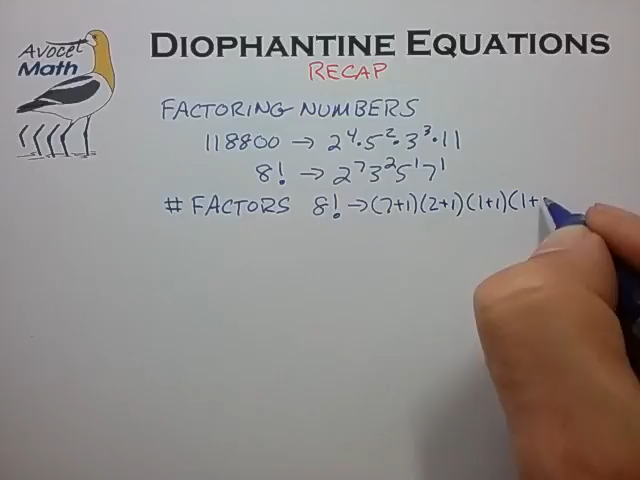 Avocet
Math
DIOPHANTINE EQUATIONS
RECAP
FACTORING NUMBERS
118800 → 2⁴·5²·3³·11
8! → 2⁷3²5¹7¹
# FACTORS 8! → (7+1)(2+1)(1+1)(1+